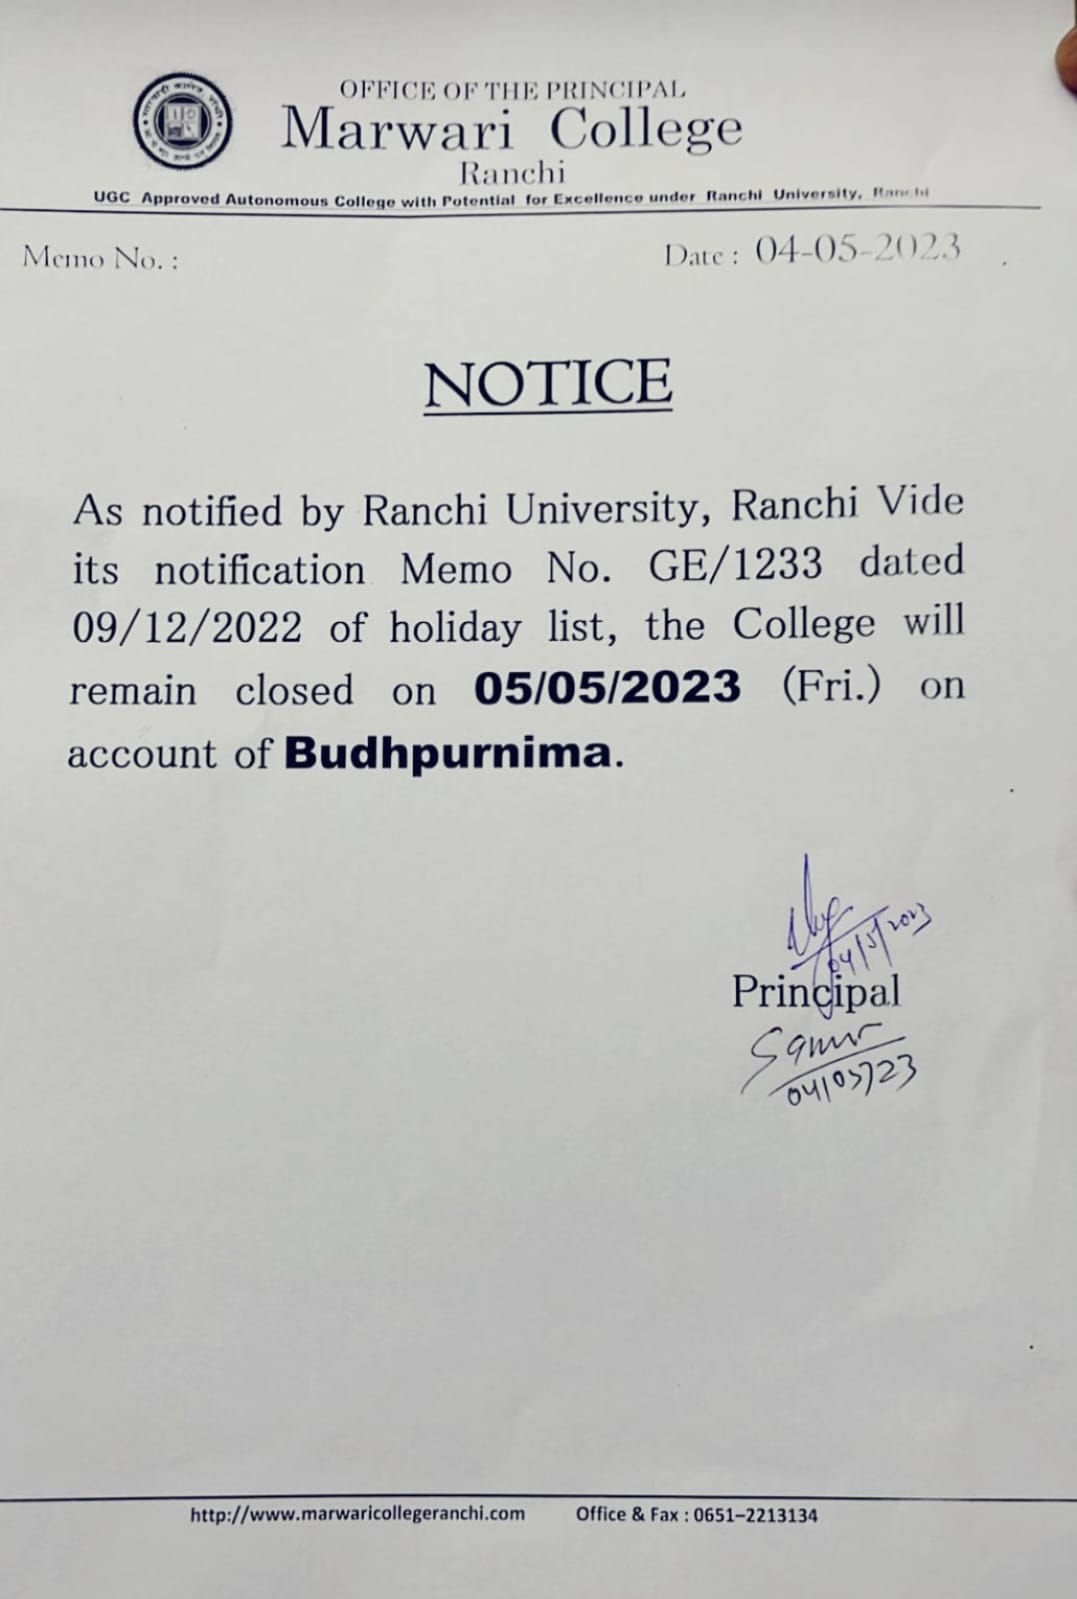 OFFICE OF THE PRINCIPAL
Marwari College
Ranchi
UGC Approved Autonomous College with Potential for Excellence under Ranchi University, Ranchi
Memo No. :
Date : 04-05-2023
NOTICE
As notified by Ranchi University, Ranchi Vide
its notification Memo No. GE/1233 dated
09/12/2022 of holiday list, the College will
remain closed on 05/05/2023 (Fri.) on
account of Budhpurnima.
04/5/2023
Principal
04/05/23
http://www.marwaricollegeranchi.com Office & Fax : 0651–2213134